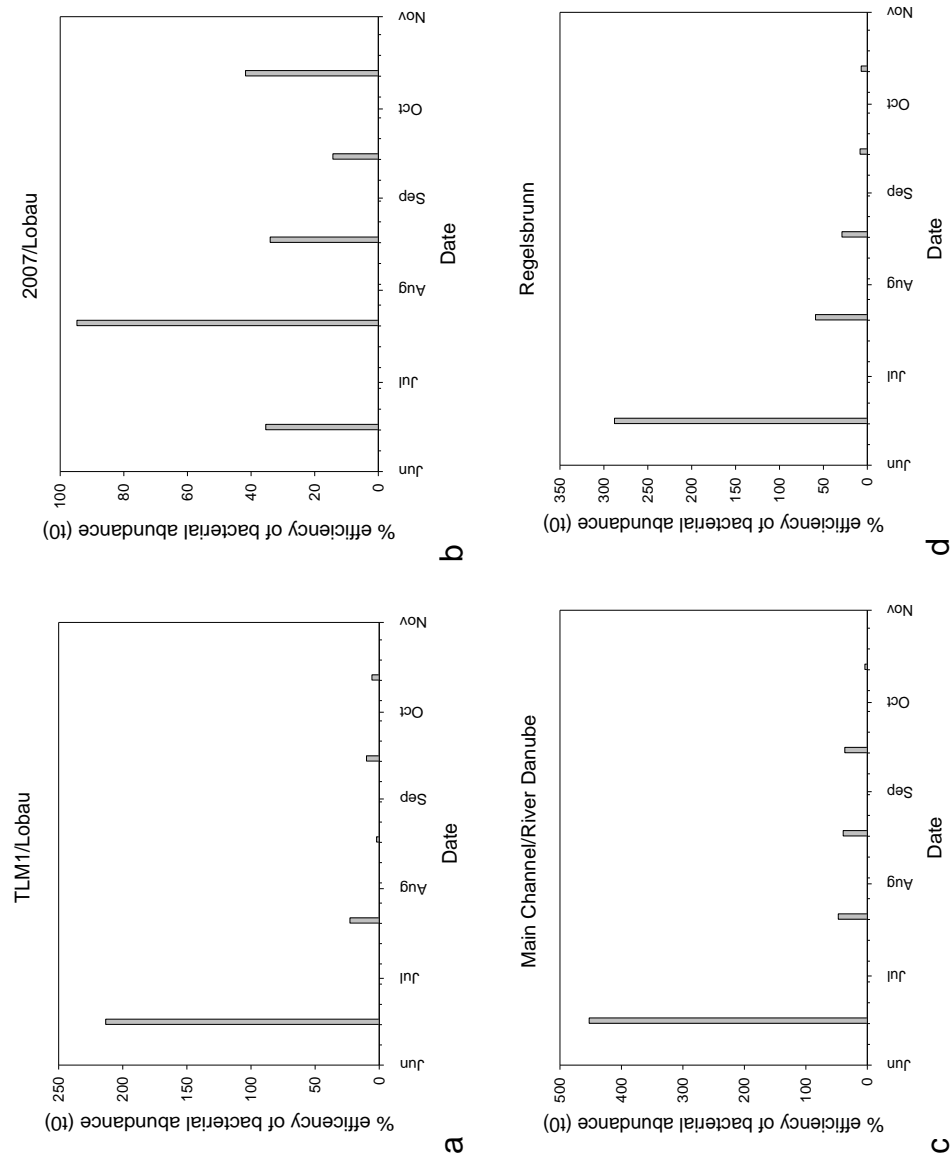 TLM1/Lobau
% efficency of bacterial abundance (t0)
250
200
150
100
50
0
Jun
Jul
Aug
Sep
Oct
Nov
Date
a
2007/Lobau
% efficiency of bacterial abundance (t0)
100
80
60
40
20
0
Jun
Jul
Aug
Sep
Oct
Nov
Date
b
Main Channel/River Danube
% efficiency of bacterial abundance (t0)
500
400
300
200
100
0
Jun
Jul
Aug
Sep
Oct
Nov
Date
c
Regelsbrunn
% efficiency of bacterial abundance (t0)
350
300
250
200
150
100
50
0
Jun
Jul
Aug
Sep
Oct
Nov
Date
d